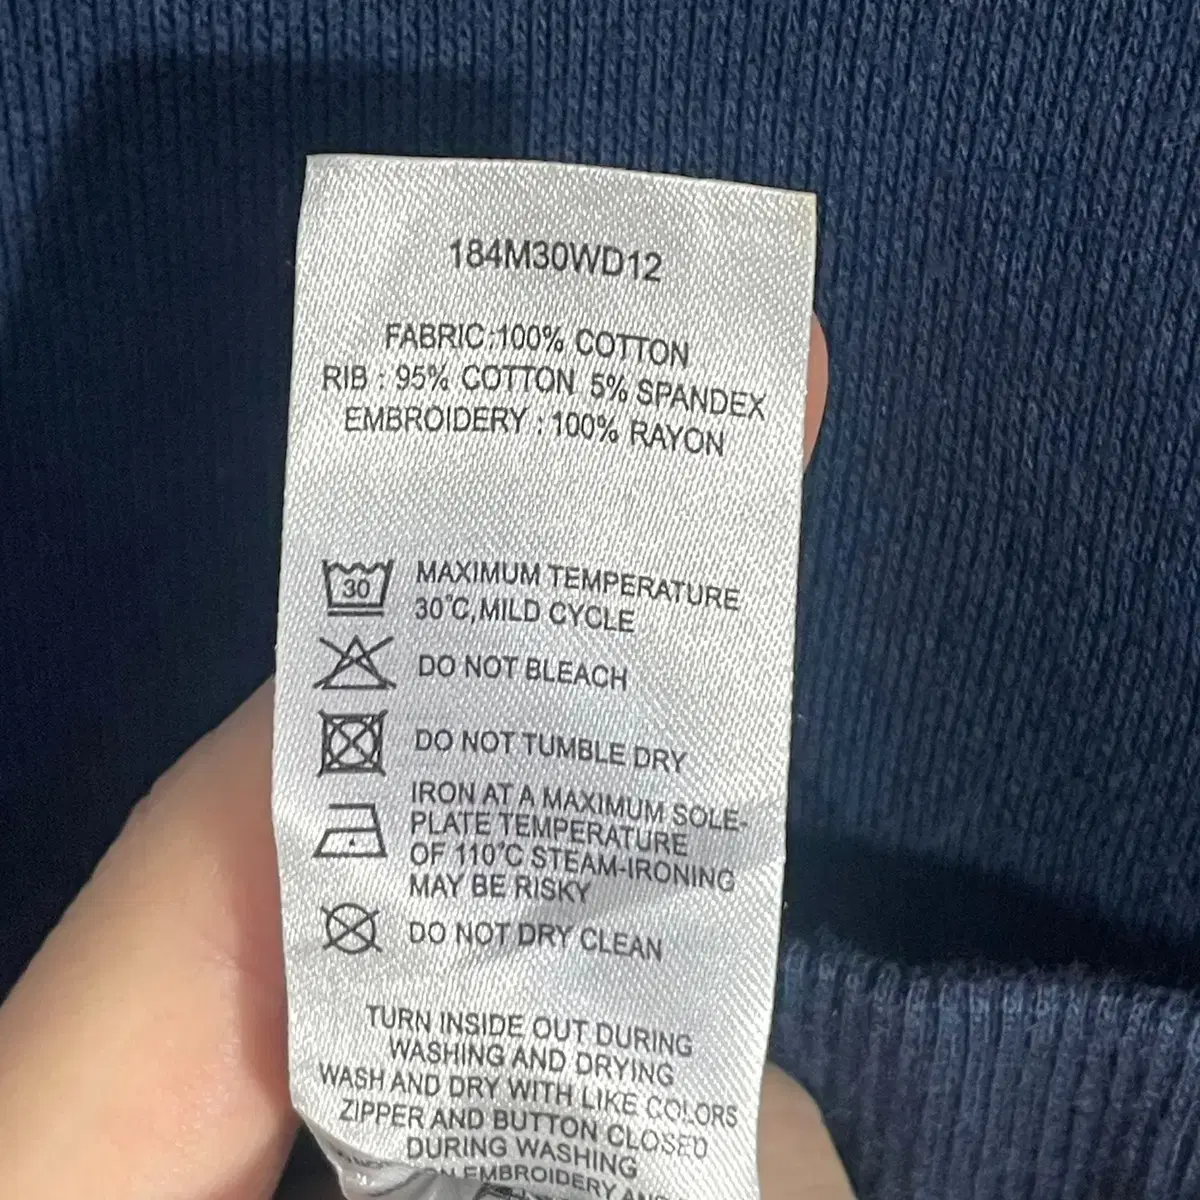 184M30WD12
FABRIC:100% COTTON
RIB : 95% COTTON 5% SPANDEX
EMBROIDERY : 100% RAYON
30
MAXIMUM TEMPERATURE
30°C,MILD CYCLE
DO NOT BLEACH
DO NOT TUMBLE DRY
IRON AT A MAXIMUM SOLE-
PLATE TEMPERATURE
OF 110°C STEAM-IRONING
MAY BE RISKY
DO NOT DRY CLEAN
TURN INSIDE OUT DURING
WASHING AND DRYING
WASH AND DRY WITH LIKE COLORS
ZIPPER AND BUTTON CLOSED
DURING WASHING
EMBROIDERY